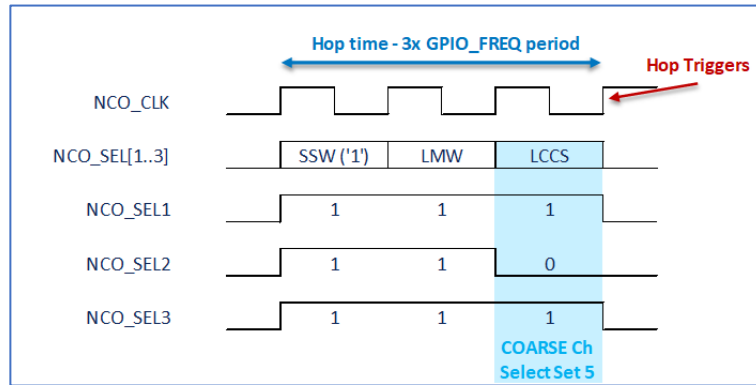 Hop time - 3x GPIO_FREQ period
Hop Triggers
NCO_CLK
NCO_SEL[1..3] SSW ('1') LMW LCCS
NCO_SEL1 1 1 1
NCO_SEL2 1 1 0
NCO_SEL3 1 1 1
COARSE Ch
Select Set 5